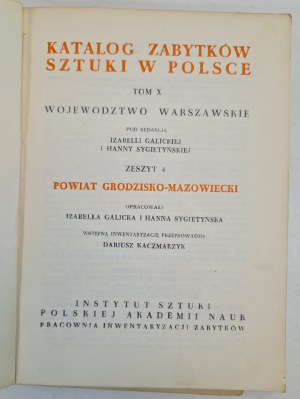 KATALOG ZABYTKÓW
SZTUKI W POLSCE
TOM X
WOJEWÓDZTWO WARSZAWSKIE
POD REDAKCJĄ
IZABELLI GALICKIEJ
I HANNY SYGIETYŃSKIEJ
ZESZYT 4
POWIAT GRODZISKO-MAZOWIECKI
OPRACOWAŁY
IZABELLA GALICKA I HANNA SYGIETYŃSKA
WSTĘPNĄ INWENTARYZACJĘ PRZEPROWADZIŁ
DARIUSZ KACZMARZYK
INSTYTUT SZTUKI
POLSKIEJ AKADEMII NAUK
PRACOWNIA INWENTARYZACJI ZABYTKÓW